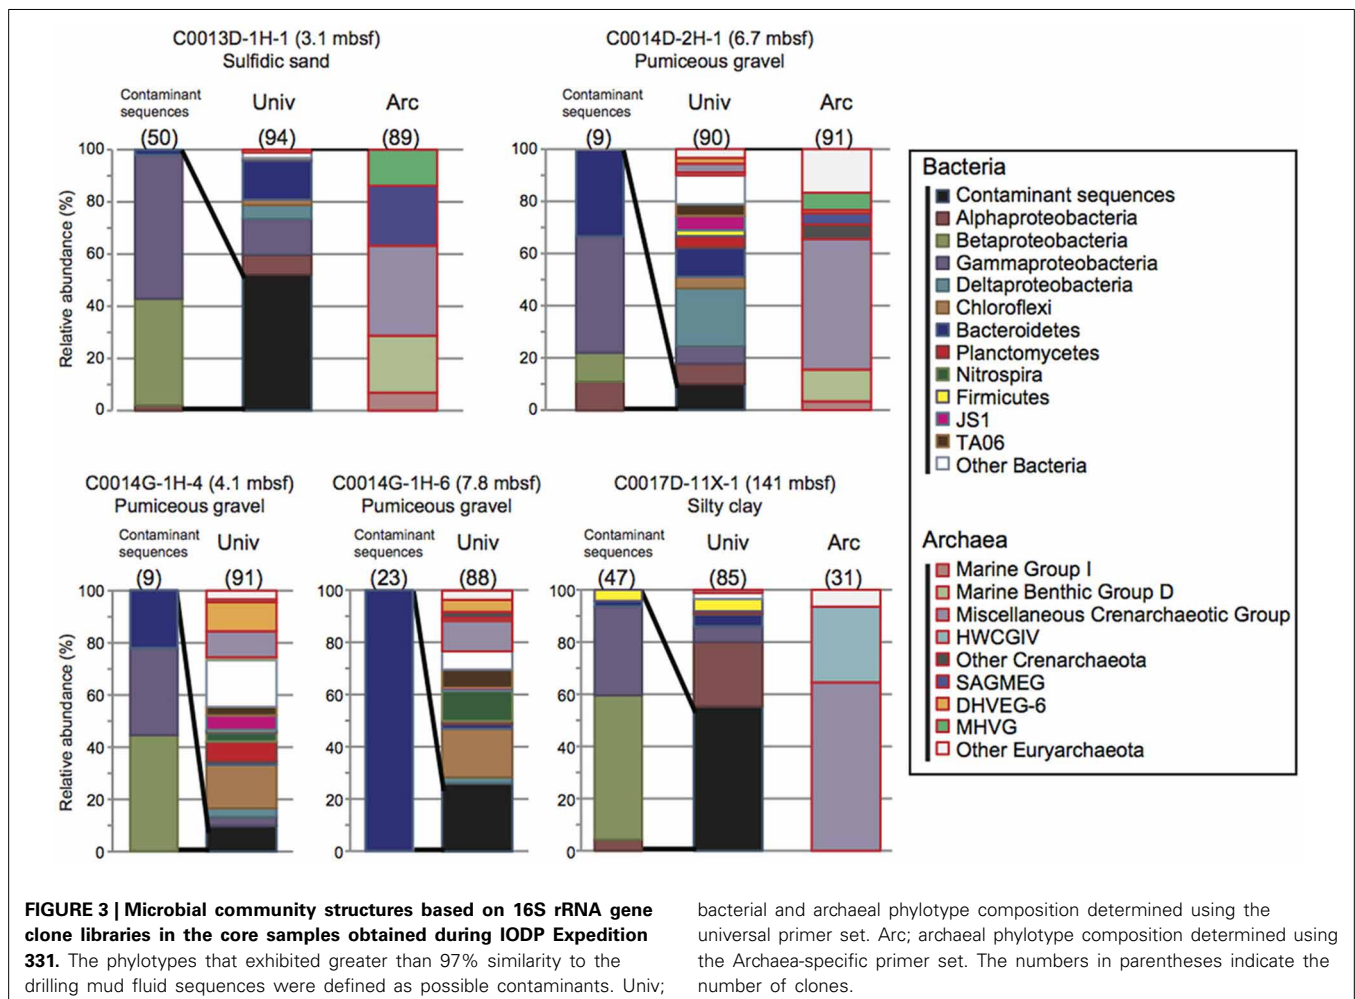 C0013D-1H-1 (3.1 mbsf)
Sulfidic sand
Contaminant
sequences
Univ
Arc
(50)
(94)
(89)
100
80
60
40
20
0
Relative abundance (%)
C0014D-2H-1 (6.7 mbsf)
Pumiceous gravel
Contaminant
sequences
Univ
Arc
(9)
(90)
(91)
100
80
60
40
20
0
Bacteria
Contaminant sequences
Alphaproteobacteria
Betaproteobacteria
Gammaproteobacteria
Deltaproteobacteria
Chloroflexi
Bacteroidetes
Planctomycetes
Nitrospira
Firmicutes
JS1
TA06
Other Bacteria
Archaea
Marine Group I
Marine Benthic Group D
Miscellaneous Crenarchaeotic Group
HWCGIV
Other Crenarchaeota
SAGMEG
DHVEG-6
MHVG
Other Euryarchaeota
C0014G-1H-4 (4.1 mbsf)
Pumiceous gravel
Contaminant
sequences
Univ
(9)
(91)
100
80
60
40
20
0
Relative abundance (%)
C0014G-1H-6 (7.8 mbsf)
Pumiceous gravel
Contaminant
sequences
Univ
(23)
(88)
100
80
60
40
20
0
C0017D-11X-1 (141 mbsf)
Silty clay
Contaminant
sequences
Univ
Arc
(47)
(85)
(31)
100
80
60
40
20
0
FIGURE 3 | Microbial community structures based on 16S rRNA gene
clone libraries in the core samples obtained during IODP Expedition
331. The phylotypes that exhibited greater than 97% similarity to the
drilling mud fluid sequences were defined as possible contaminants. Univ;
bacterial and archaeal phylotype composition determined using the
universal primer set. Arc; archaeal phylotype composition determined using
the Archaea-specific primer set. The numbers in parentheses indicate the
number of clones.